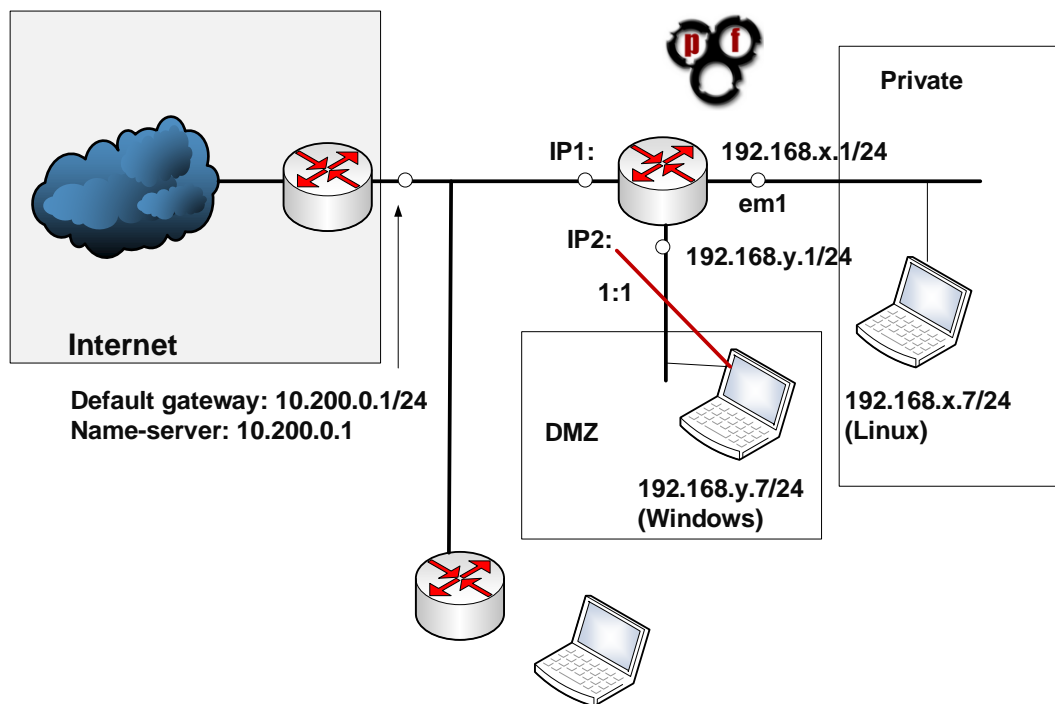 p f
Private
IP1:
192.168.x.1/24
em1
IP2:
192.168.y.1/24
1:1
Internet
Default gateway: 10.200.0.1/24
Name-server: 10.200.0.1
DMZ
192.168.x.7/24
(Linux)
192.168.y.7/24
(Windows)